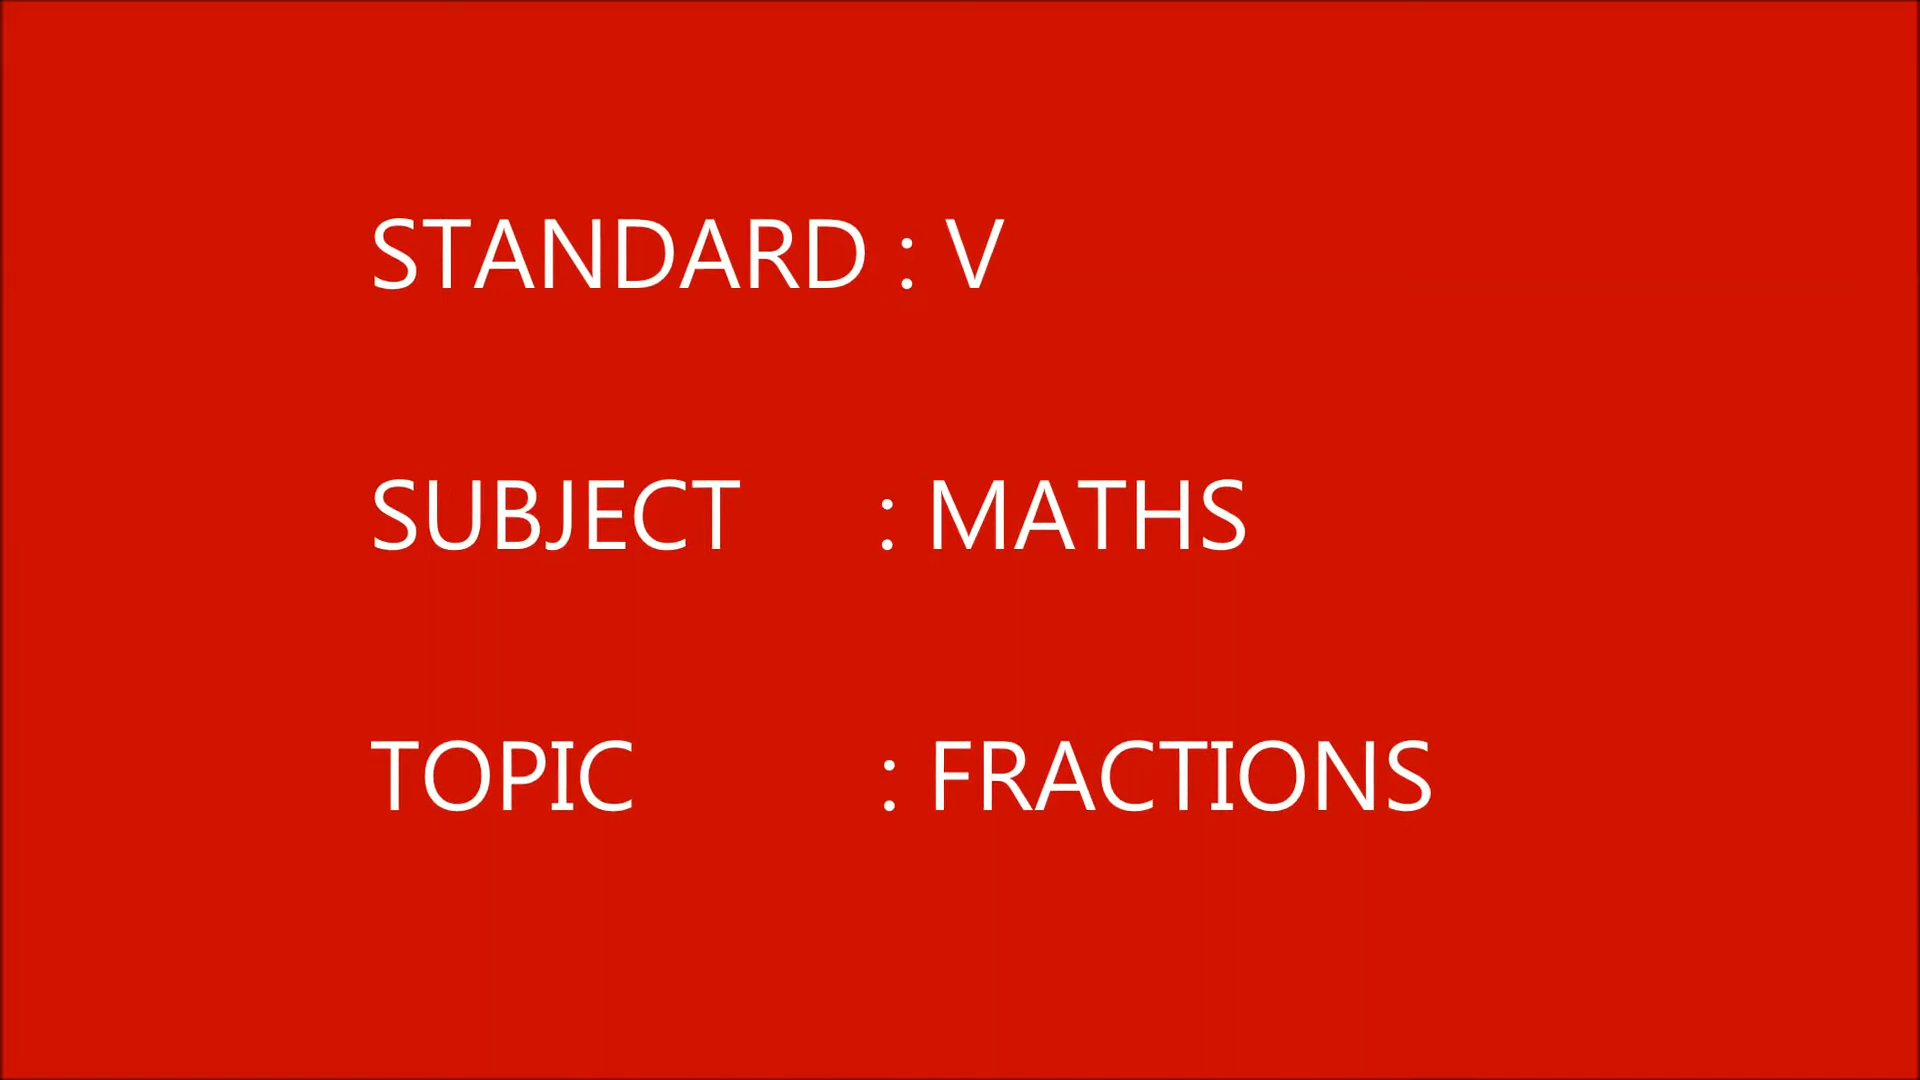 STANDARD : V
SUBJECT : MATHS
TOPIC : FRACTIONS